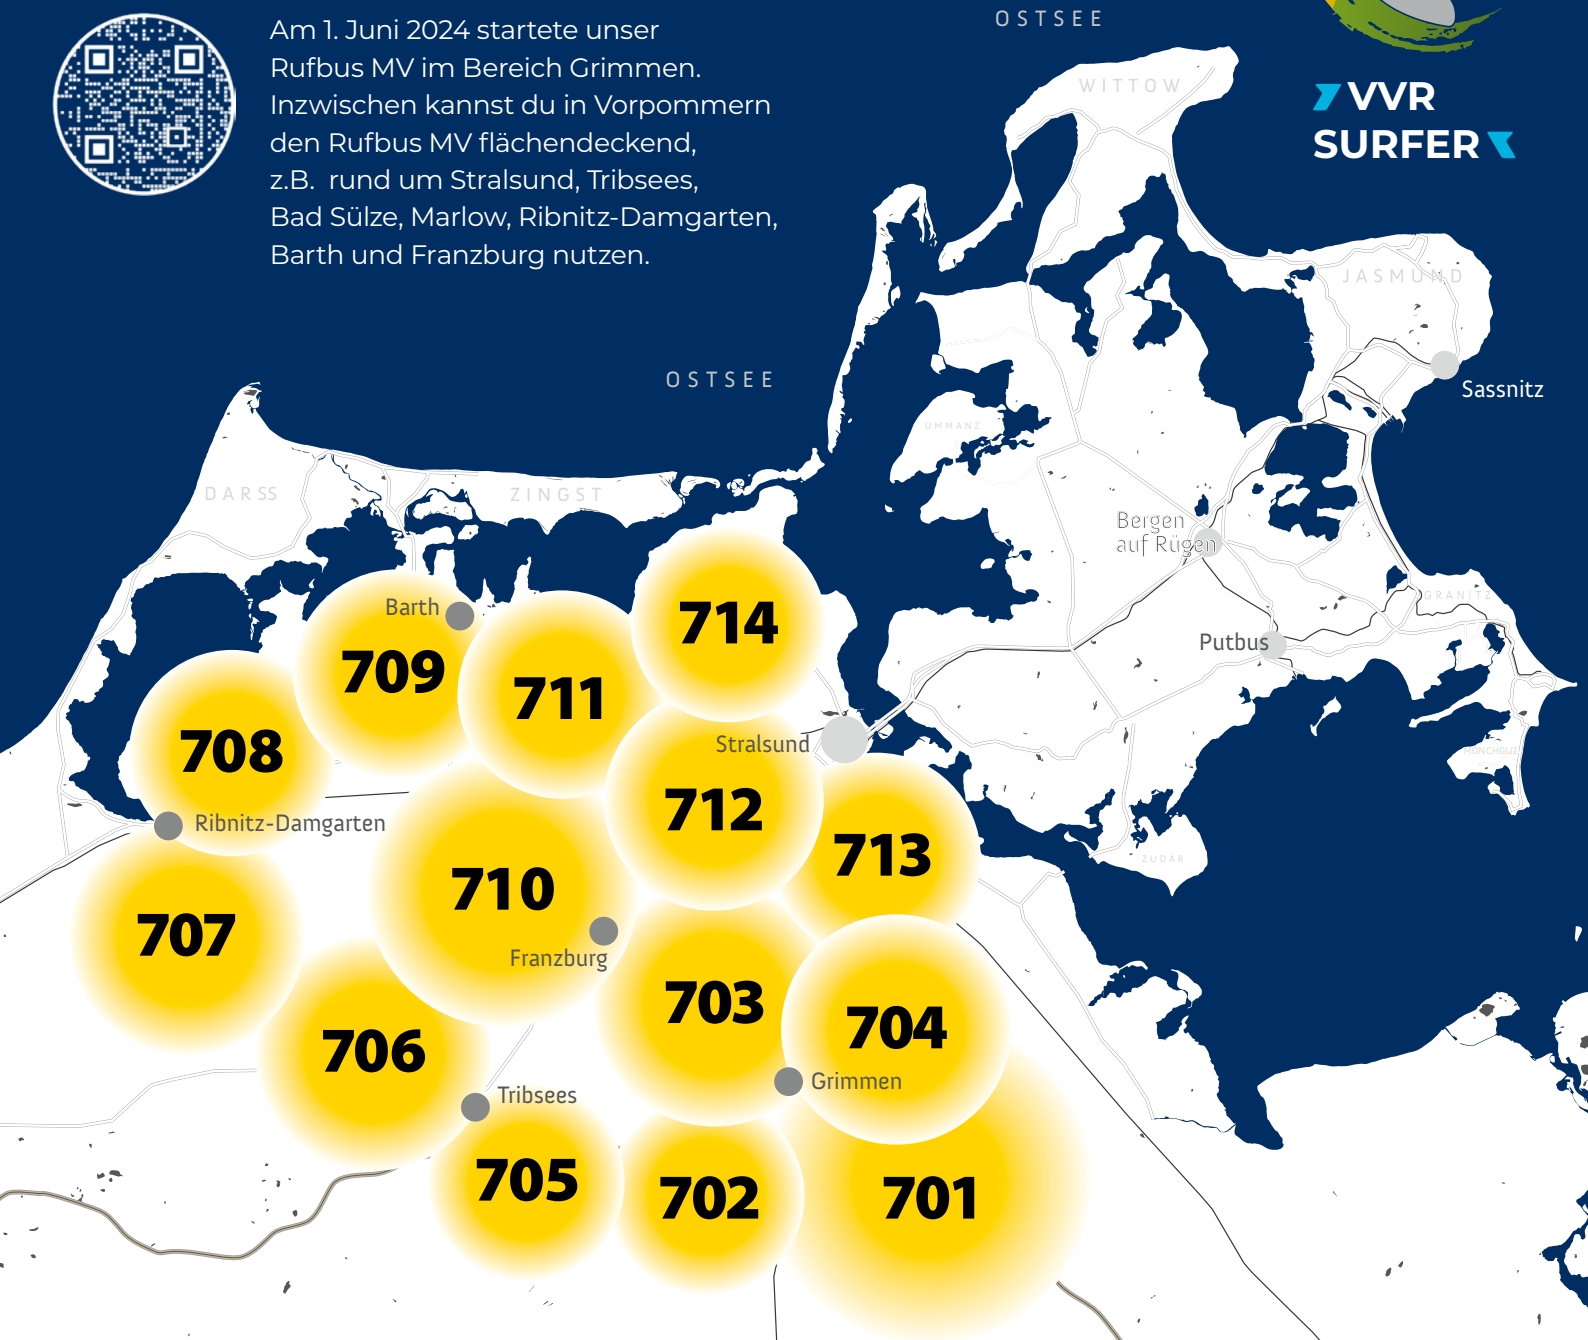 Am 1. Juni 2024 startete unser
Rufbus MV im Bereich Grimmen.
Inzwischen kannst du in Vorpommern
den Rufbus MV flächendeckend,
z.B. rund um Stralsund, Tribsees,
Bad Sülze, Marlow, Ribnitz-Damgarten,
Barth und Franzburg nutzen.
OSTSEE
WITTOW
VVR
SURFER
JASMUND
Sassnitz
OSTSEE
UMMANZ
DARSS
ZINGST
Bergen
auf Rügen
GRANITZ
Barth
714
Putbus
709
711
708
Stralsund
MÖNCHGUT
712
Ribnitz-Damgarten
713
ZUDAR
710
707
Franzburg
703
704
706
Grimmen
Tribsees
705
702
701